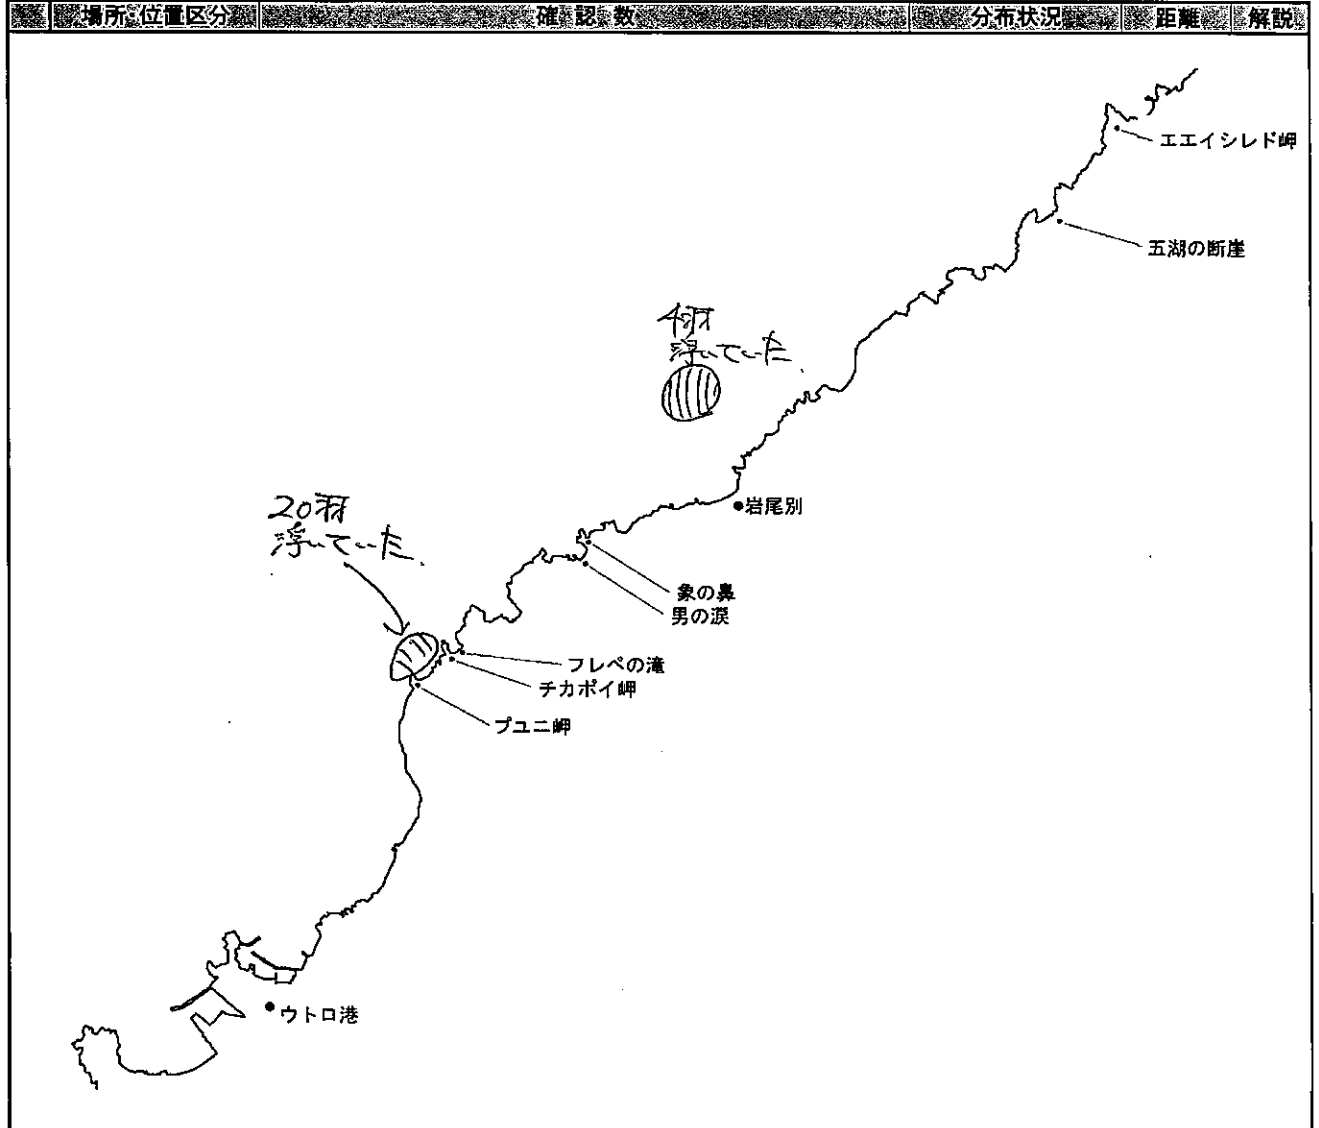 場所・位置区分 確認数 分布状況 距離 解説
エエイシレド岬
五湖の断崖
4羽
浮いていた
岩尾別
20羽
浮いていた
象の鼻
男の涙
フレペの滝
チカポイ岬
プユニ岬
ウトロ港